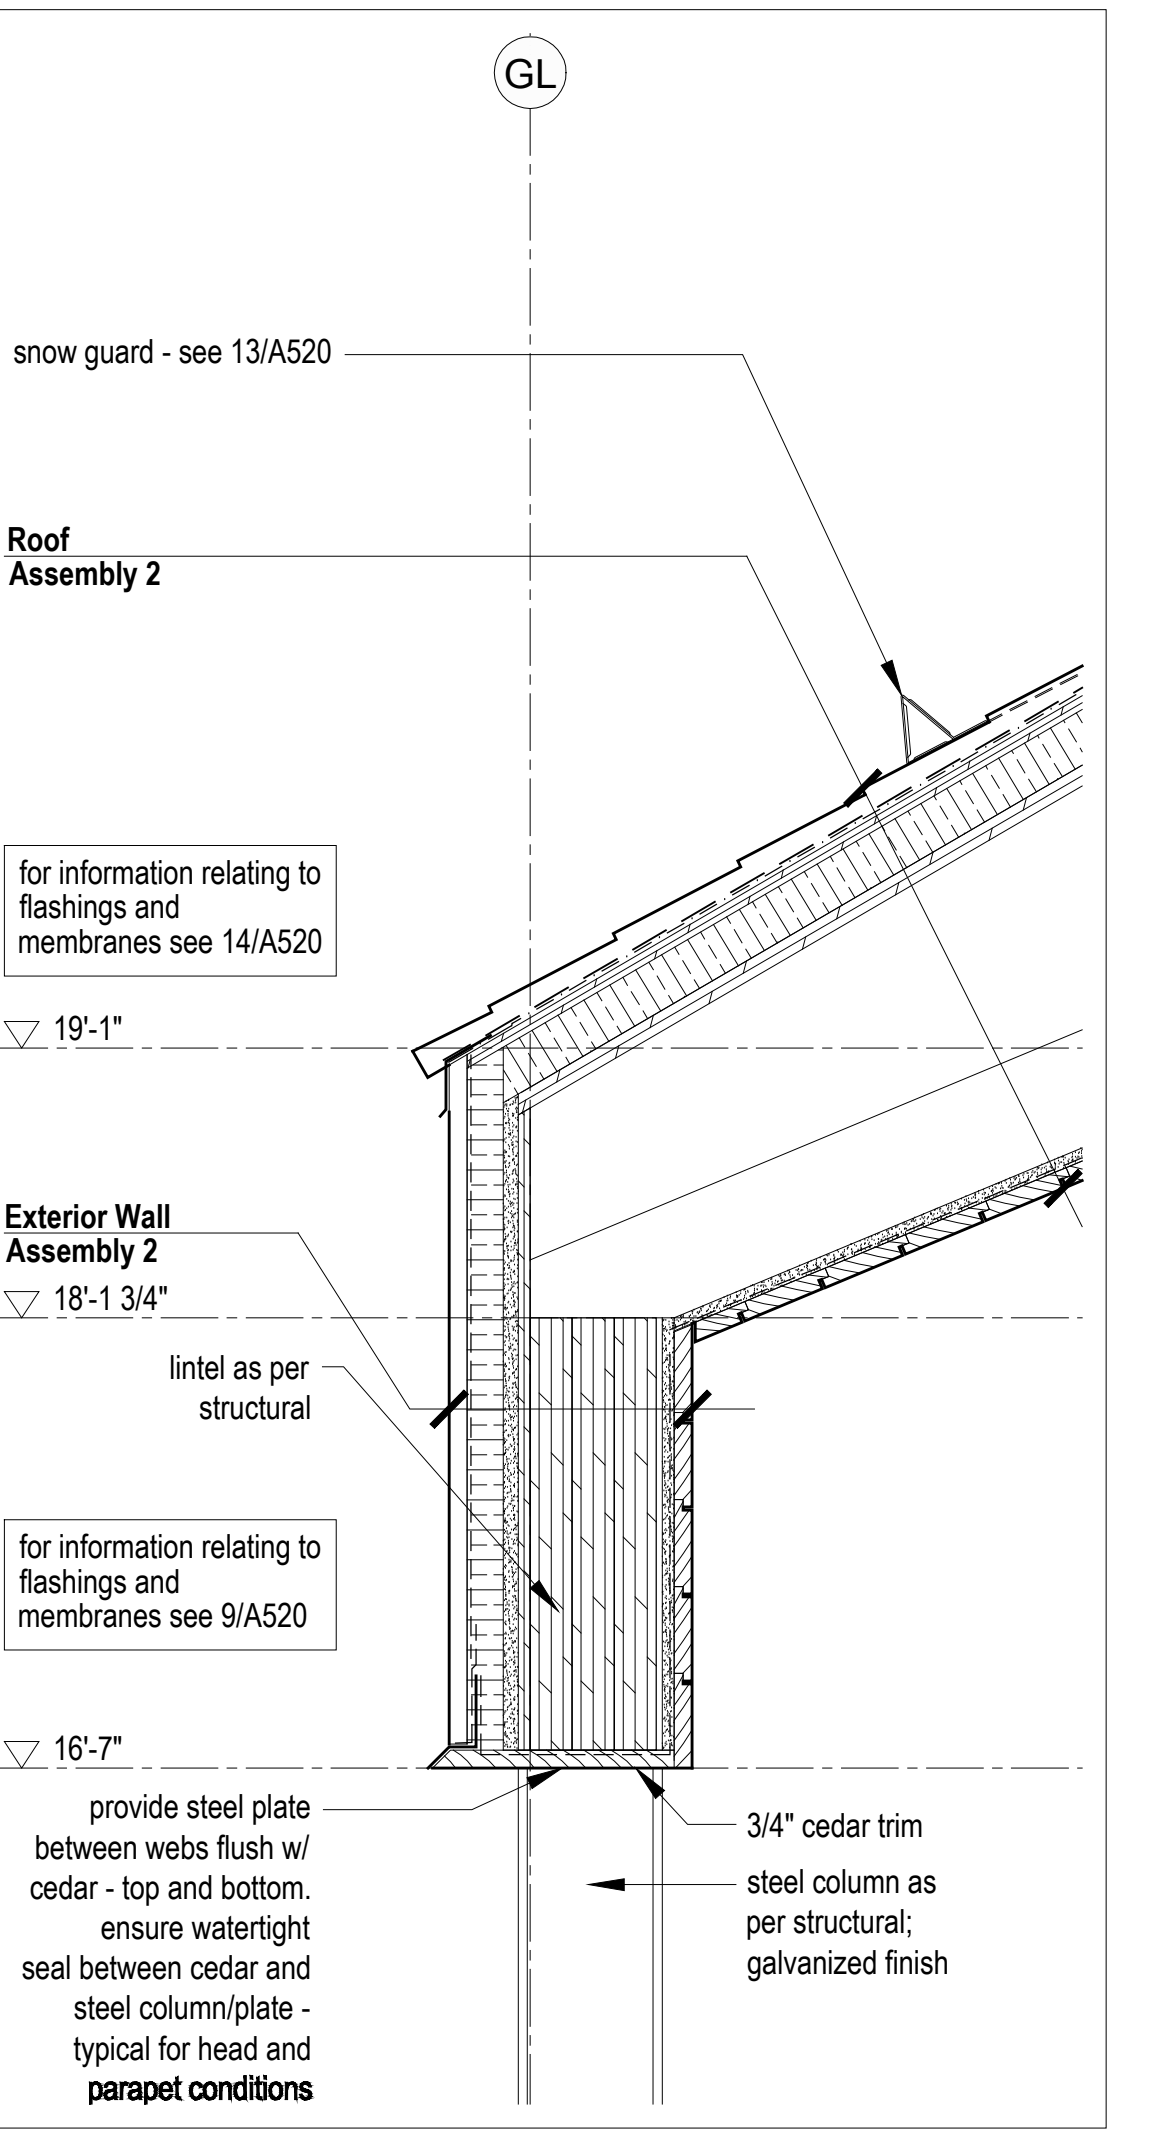 GL
snow guard - see 13/A520
Roof
Assembly 2
for information relating to
flashings and
membranes see 14/A520
19'-1"
Exterior Wall
Assembly 2
18'-1 3/4"
lintel as per
structural
for information relating to
flashings and
membranes see 9/A520
16'-7"
provide steel plate
between webs flush w/
cedar - top and bottom.
ensure watertight
seal between cedar and
steel column/plate -
typical for head and
parapet conditions
3/4" cedar trim
steel column as
per structural;
galvanized finish